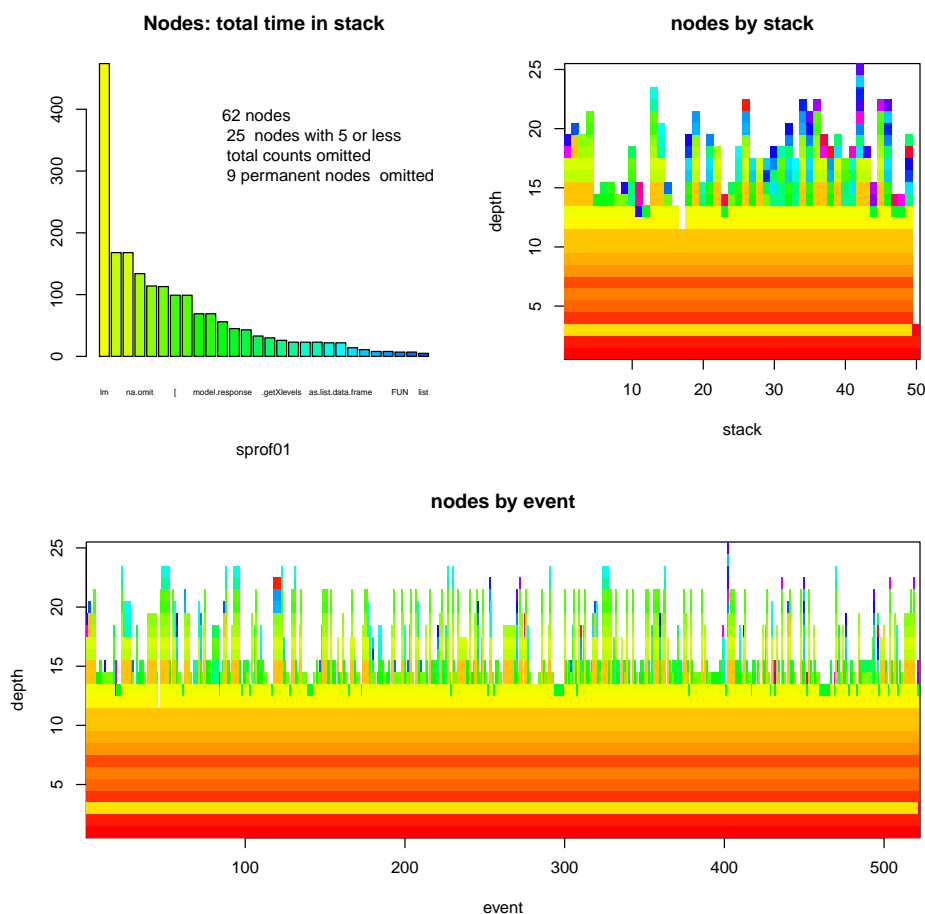 Nodes: total time in stack
0 100 200 300 400
62 nodes
25 nodes with 5 or less
total counts omitted
9 permanent nodes omitted
lm na.omit [ model.response .getXlevels as.list.data.frame FUN list
sprof01
nodes by stack
depth
5 10 15 20 25
10 20 30 40 50
stack
nodes by event
depth
5 10 15 20 25
100 200 300 400 500
event